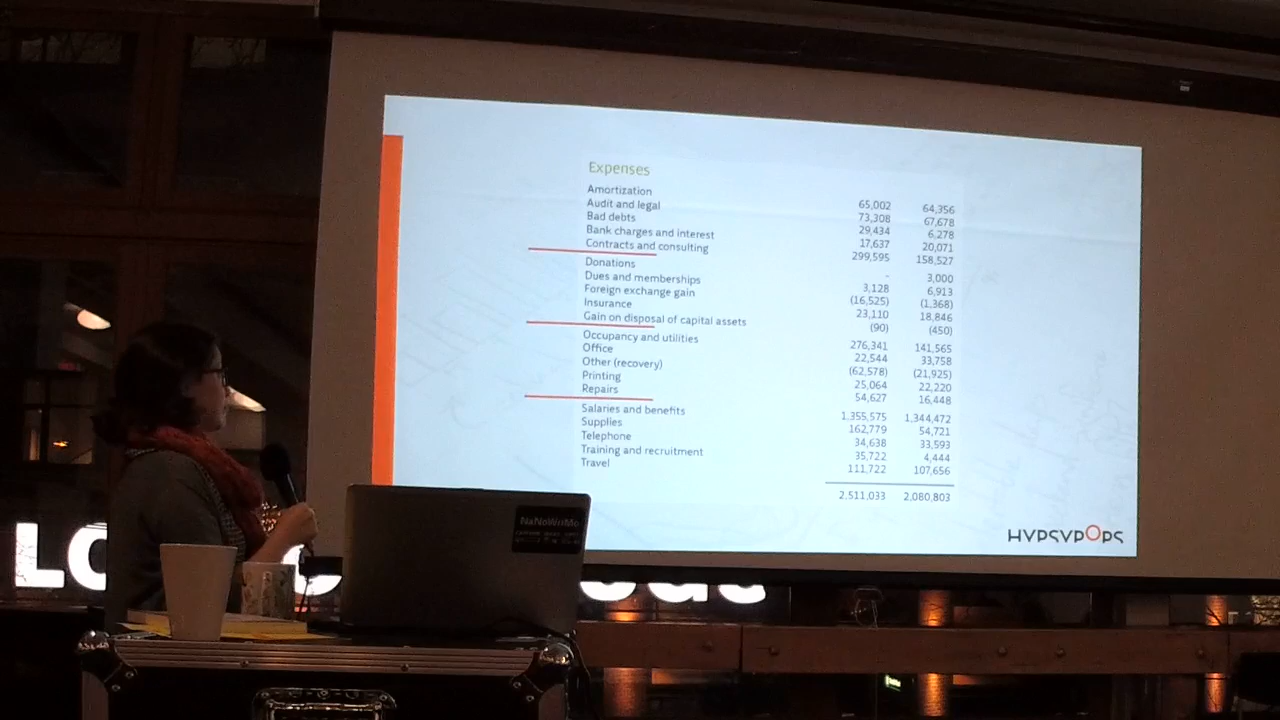 Expenses
Amortization 65,002 64,356
Audit and legal 73,308 67,678
Bad debts 29,434 6,278
Bank charges and interest 17,637 20,071
Contracts and consulting 299,595 158,527
Donations - 3,000
Dues and memberships 3,128 6,913
Foreign exchange gain (16,525) (1,368)
Insurance 23,110 18,846
Gain on disposal of capital assets (90) (450)
Occupancy and utilities 276,341 141,565
Office 22,544 33,758
Other (recovery) (62,578) (21,925)
Printing 25,064 22,220
Repairs 54,627 16,448
Salaries and benefits 1,355,575 1,344,472
Supplies 162,779 54,721
Telephone 34,638 33,593
Training and recruitment 35,722 4,444
Travel 111,722 107,656
2,511,033 2,080,803
HYPSYPOPS
NaNoWriMo